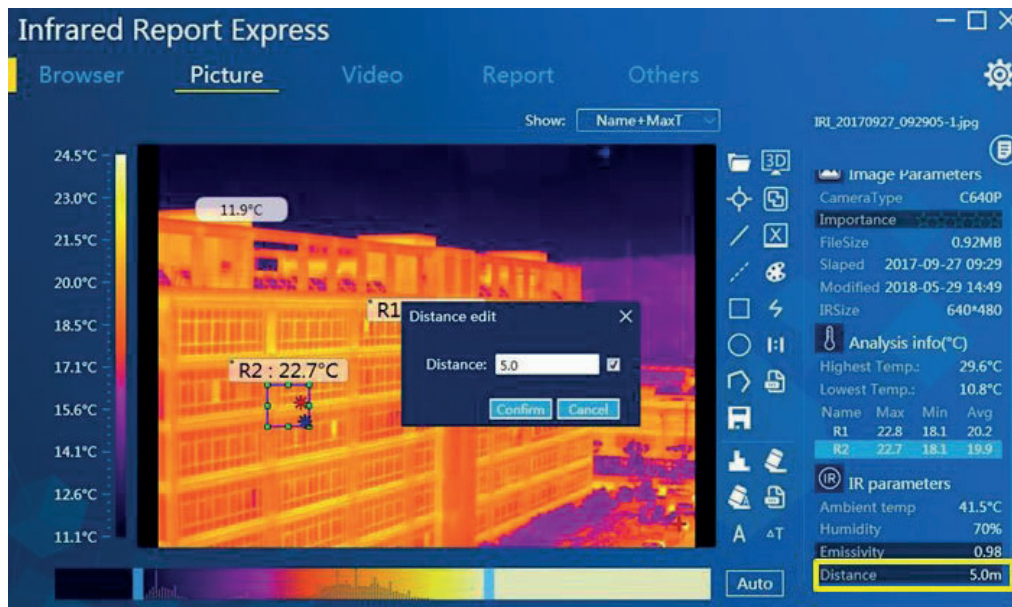 Infrared Report Express
Browser Picture Video Report Others
Show: Name+MaxT
IRI_20170927_092905-1.jpg
24.5°C
23.0°C
21.5°C
20.0°C
18.5°C
17.1°C
15.6°C
14.1°C
12.6°C
11.1°C
11.9°C
R1
R2 : 22.7°C
Distance edit
Distance: 5.0
Confirm Cancel
3D
X
1:1
A ΔT
Auto
Image Parameters
CameraType C640P
Importance
FileSize 0.92MB
Slaped 2017-09-27 09:29
Modified 2018-05-29 14:49
IRSize 640*480
Analysis info(°C)
Highest Temp.: 29.6°C
Lowest Temp.: 10.8°C
Name Max Min Avg
R1 22.8 18.1 20.2
R2 22.7 18.1 19.9
IR IR parameters
Ambient temp 41.5°C
Humidity 70%
Emissivity 0.98
Distance 5.0m